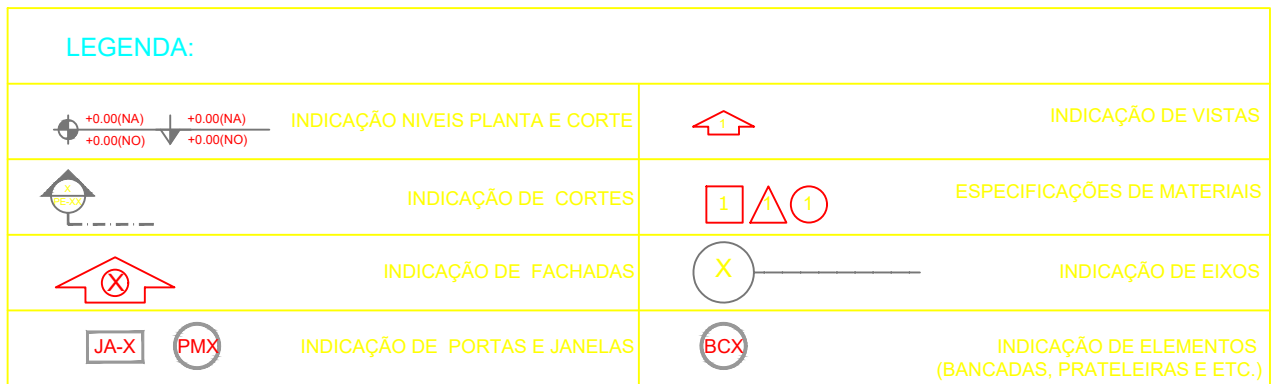 LEGENDA:
+0.00(NA) +0.00(NA) INDICAÇÃO NIVEIS PLANTA E CORTE
+0.00(NO) +0.00(NO)
1 INDICAÇÃO DE VISTAS
X
PE-XX
INDICAÇÃO DE CORTES
1 1 1 ESPECIFICAÇÕES DE MATERIAIS
X INDICAÇÃO DE FACHADAS
X INDICAÇÃO DE EIXOS
JA-X PMX INDICAÇÃO DE PORTAS E JANELAS
BCX INDICAÇÃO DE ELEMENTOS
(BANCADAS, PRATELEIRAS E ETC.)